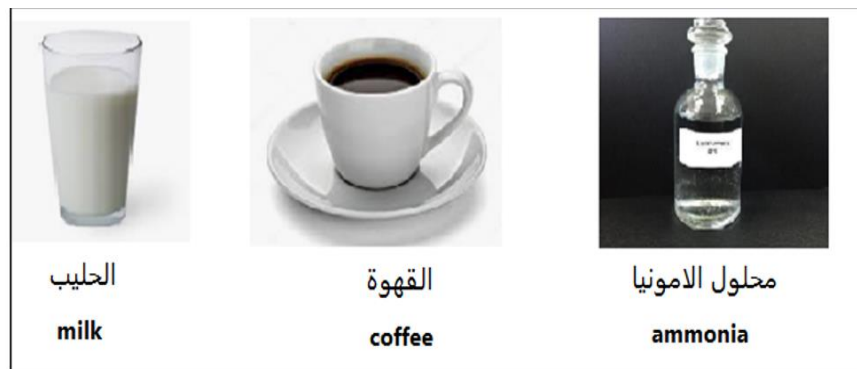 الحليب
milk
القهوة
coffee
محلول الامونيا
ammonia